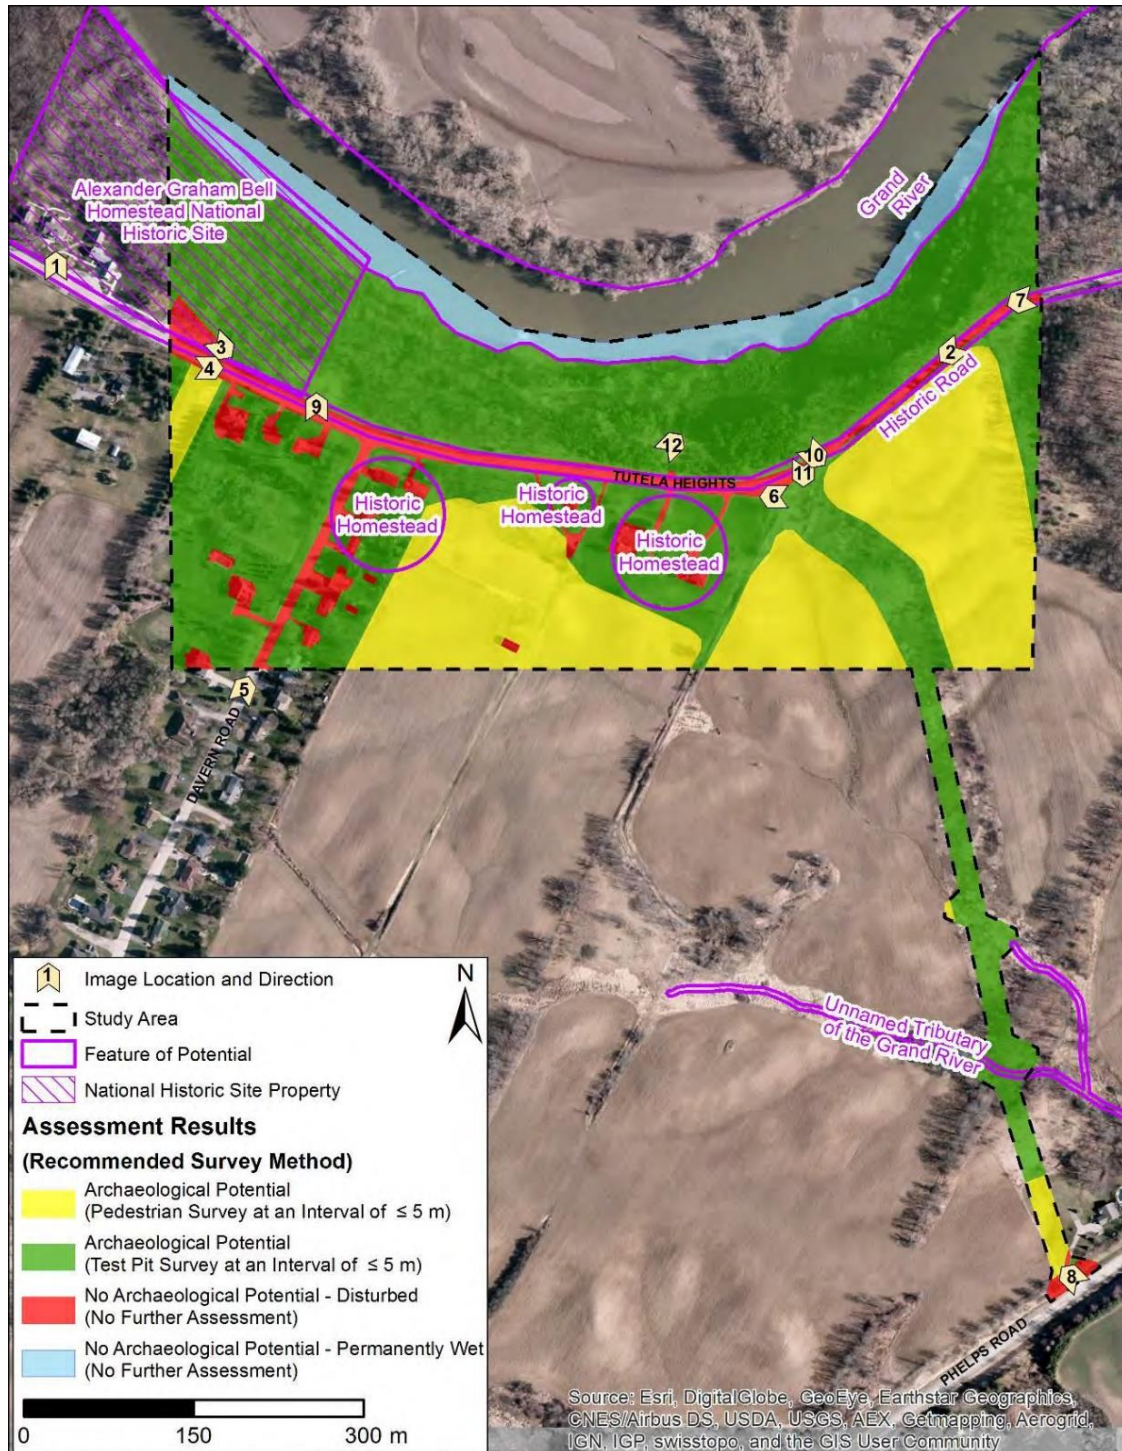 Alexander Graham Bell
Homestead National
Historic Site
Grand
River
1
3
4
9
7
2
Historic Road
12
10
11
6
TUTELA HEIGHTS
Historic
Homestead
Historic
Homestead
Historic
Homestead
5
DAVERN ROAD
Unnamed Tributary
of the Grand River
8
PHELPS ROAD
1 Image Location and Direction
Study Area
Feature of Potential
National Historic Site Property
N
Assessment Results
(Recommended Survey Method)
Archaeological Potential
(Pedestrian Survey at an Interval of ≤ 5 m)
Archaeological Potential
(Test Pit Survey at an Interval of ≤ 5 m)
No Archaeological Potential - Disturbed
(No Further Assessment)
No Archaeological Potential - Permanently Wet
(No Further Assessment)
0 150 300 m
Source: Esri, DigitalGlobe, GeoEye, Earthstar Geographics,
CNES/Airbus DS, USDA, USGS, AEX, Getmapping, Aerogrid,
IGN, IGP, swisstopo, and the GIS User Community